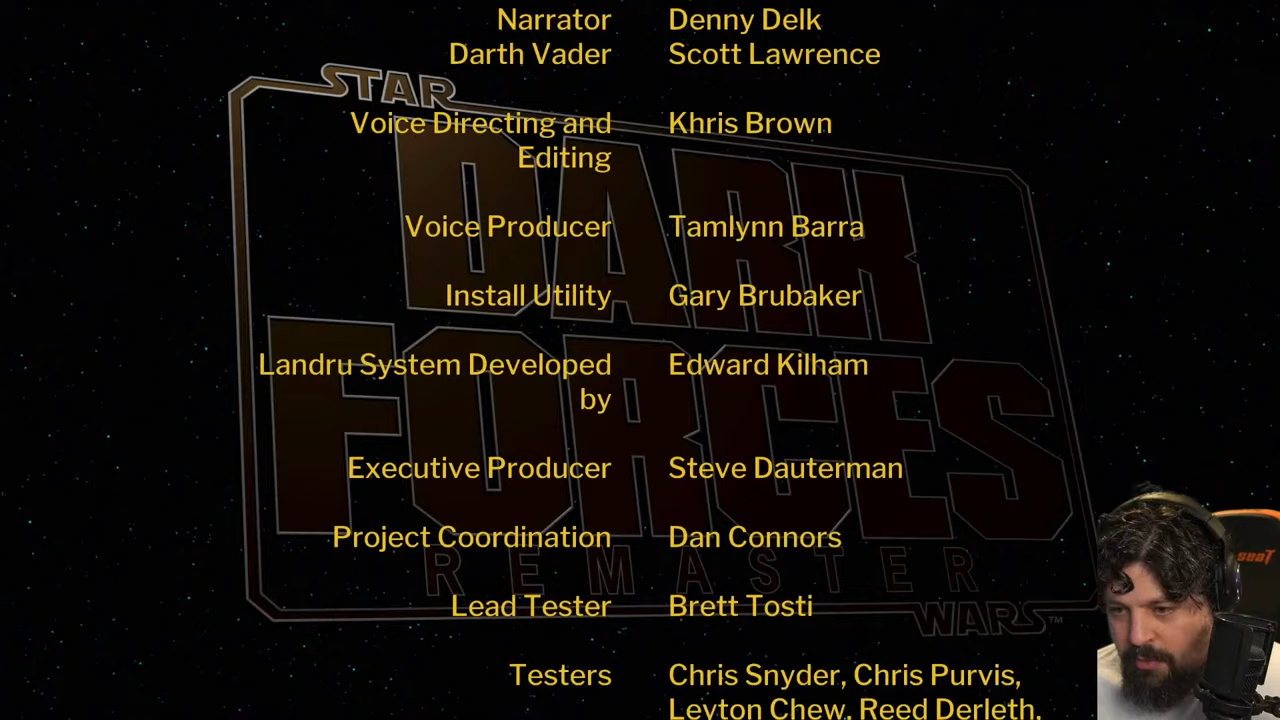 Narrator Denny Delk
Darth Vader Scott Lawrence
STAR
Voice Directing and Khris Brown
Editing
DARK
Voice Producer Tamlynn Barra
Install Utility Gary Brubaker
Landru System Developed Edward Kilham
by
FORCES
Executive Producer Steve Dauterman
Project Coordination Dan Connors
REMASTER
Lead Tester Brett Tosti
WARS™
Testers Chris Snyder, Chris Purvis,
Leyton Chew, Reed Derleth,
seaT